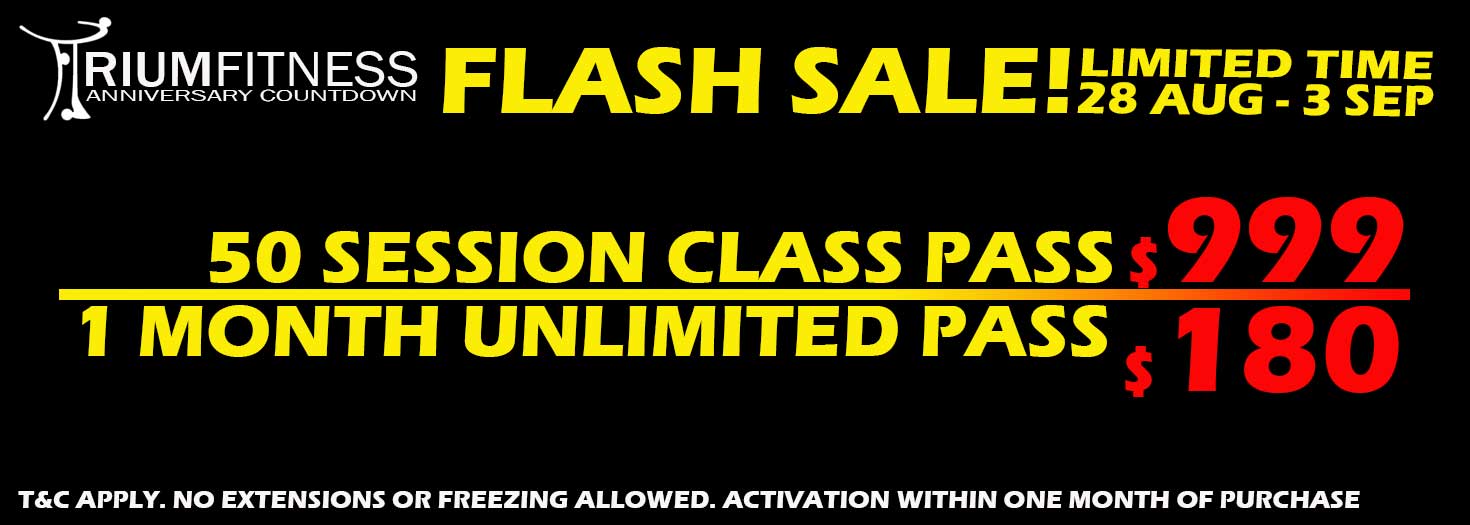 TRIUMFITNESS
ANNIVERSARY COUNTDOWN
FLASH SALE!
LIMITED TIME
28 AUG - 3 SEP
50 SESSION CLASS PASS $999
1 MONTH UNLIMITED PASS $180
T&C APPLY. NO EXTENSIONS OR FREEZING ALLOWED. ACTIVATION WITHIN ONE MONTH OF PURCHASE